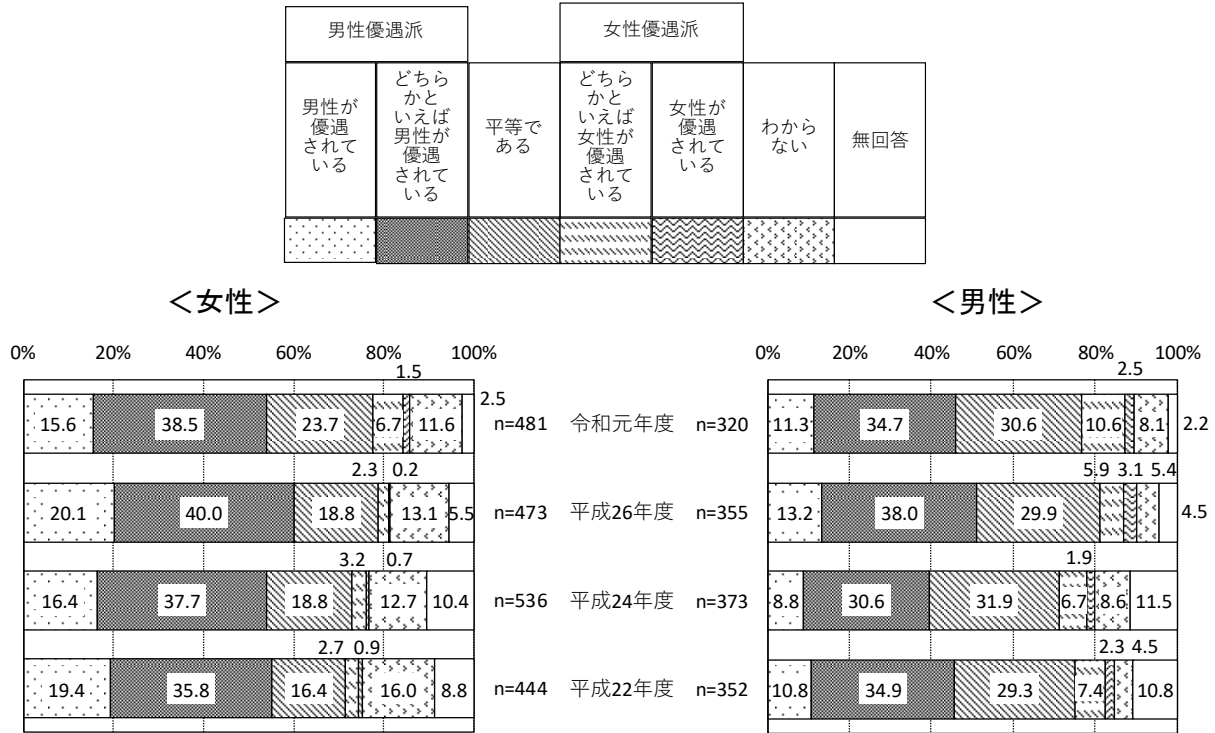 男性優遇派 女性優遇派
男性が
優遇
されて
いる
どちら
かと
いえば
男性が
優遇
されて
いる
平等で
ある
どちら
かと
いえば
女性が
優遇
されて
いる
女性が
優遇
されて
いる
わから
ない
無回答
＜女性＞ ＜男性＞
0% 20% 40% 60% 80% 100% 0% 20% 40% 60% 80% 100%
1.5 2.5
15.6 38.5 23.7 6.7 11.6 2.5 n=481 令和元年度 n=320 11.3 34.7 30.6 10.6 8.1 2.2
2.3 0.2 5.9 3.1 5.4
20.1 40.0 18.8 13.1 5.5 n=473 平成26年度 n=355 13.2 38.0 29.9 4.5
3.2 0.7 1.9
16.4 37.7 18.8 12.7 10.4 n=536 平成24年度 n=373 8.8 30.6 31.9 6.7 8.6 11.5
2.7 0.9 2.3 4.5
19.4 35.8 16.4 16.0 8.8 n=444 平成22年度 n=352 10.8 34.9 29.3 7.4 10.8